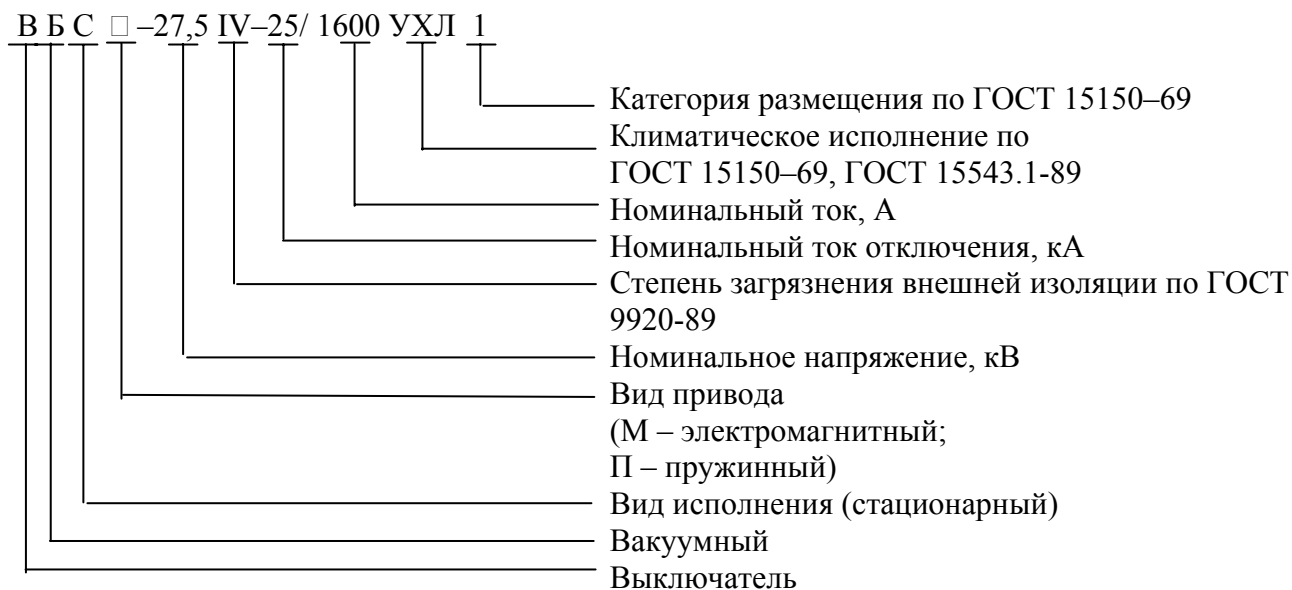 В Б С □ –27,5 IV–25/ 1600 УХЛ 1
Категория размещения по ГОСТ 15150–69
Климатическое исполнение по
ГОСТ 15150–69, ГОСТ 15543.1-89
Номинальный ток, А
Номинальный ток отключения, кА
Степень загрязнения внешней изоляции по ГОСТ
9920-89
Номинальное напряжение, кВ
Вид привода
(М – электромагнитный;
П – пружинный)
Вид исполнения (стационарный)
Вакуумный
Выключатель